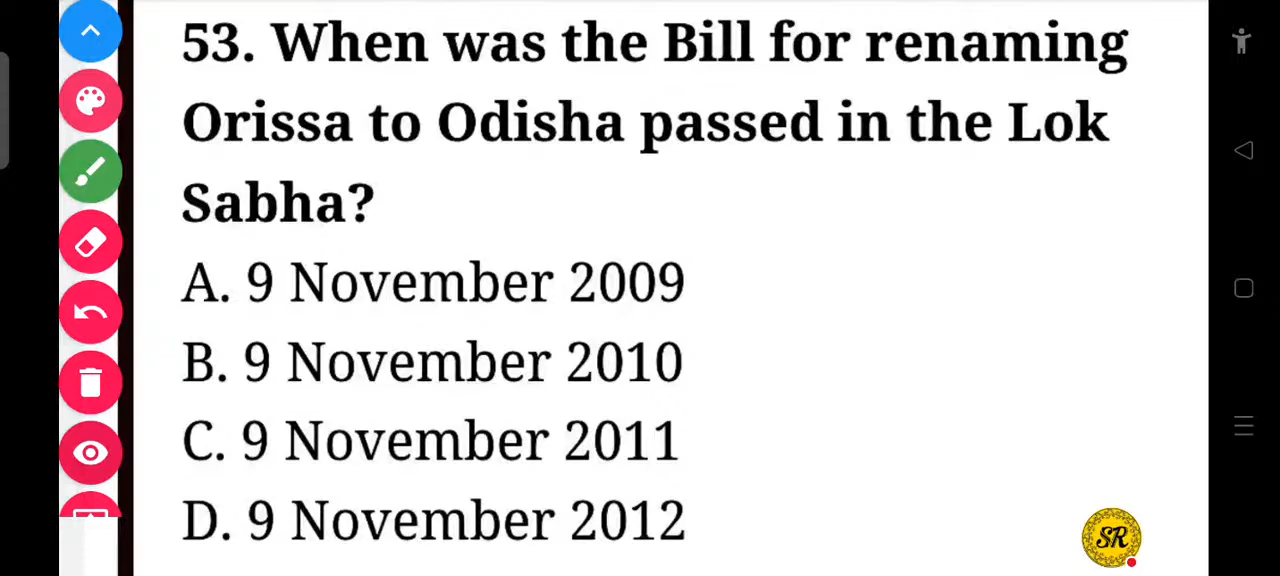 53. When was the Bill for renaming
Orissa to Odisha passed in the Lok
Sabha?
A. 9 November 2009
B. 9 November 2010
C. 9 November 2011
D. 9 November 2012
SR